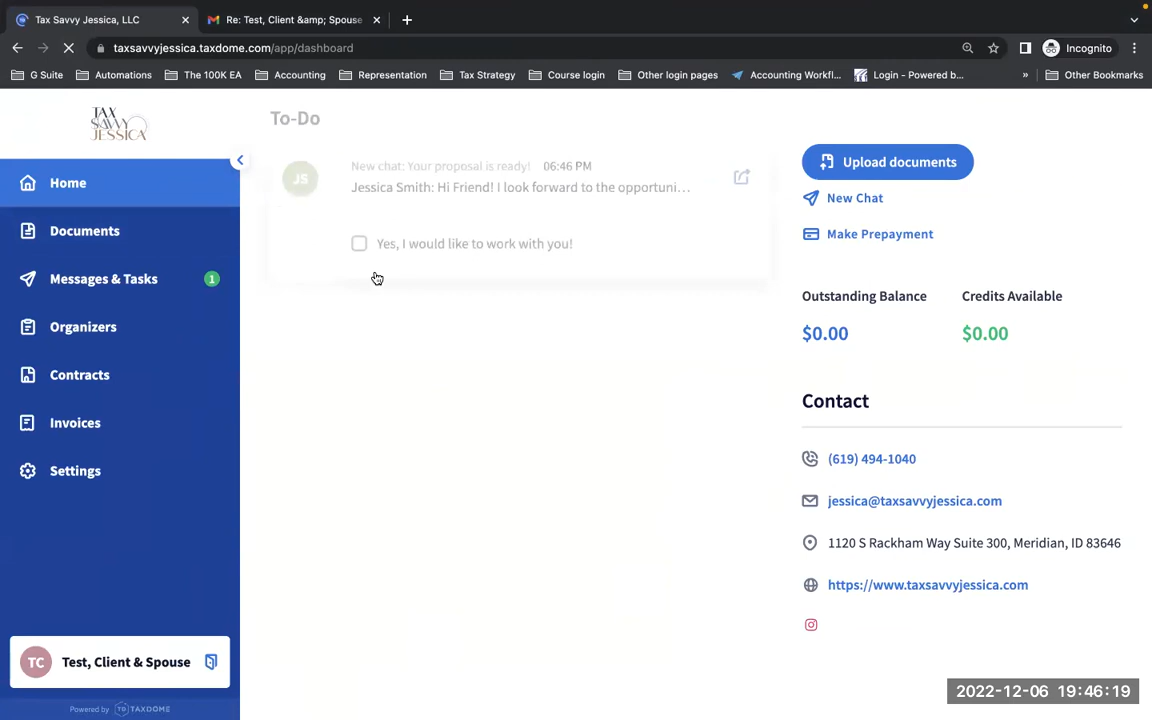 Tax Savvy Jessica, LLC
Re: Test, Client &amp; Spouse
taxsavvyjessica.taxdome.com/app/dashboard
Incognito
G Suite
Automations
The 100K EA
Accounting
Representation
Tax Strategy
Course login
Other login pages
Accounting Workfl...
Login - Powered b...
»
Other Bookmarks
TAX
SAVVY
JESSICA
Home
Documents
Messages & Tasks
1
Organizers
Contracts
Invoices
Settings
TC
Test, Client & Spouse
Powered by TD TAXDOME
To-Do
JS
New chat: Your proposal is ready! 06:46 PM
Jessica Smith: Hi Friend! I look forward to the opportuni...
Yes, I would like to work with you!
Upload documents
New Chat
Make Prepayment
Outstanding Balance
Credits Available
$0.00
$0.00
Contact
(619) 494-1040
jessica@taxsavvyjessica.com
1120 S Rackham Way Suite 300, Meridian, ID 83646
https://www.taxsavvyjessica.com
2022-12-06 19:46:19